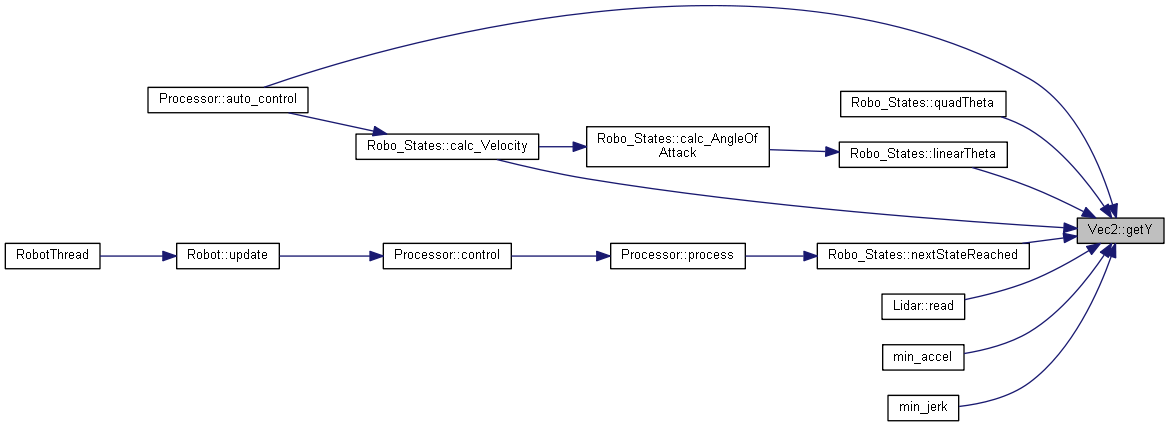 Processor::auto_control
Robo_States::quadTheta
Robo_States::calc_Velocity
Robo_States::calc_AngleOf
Attack
Robo_States::linearTheta
Vec2::getY
RobotThread
Robot::update
Processor::control
Processor::process
Robo_States::nextStateReached
Lidar::read
min_accel
min_jerk